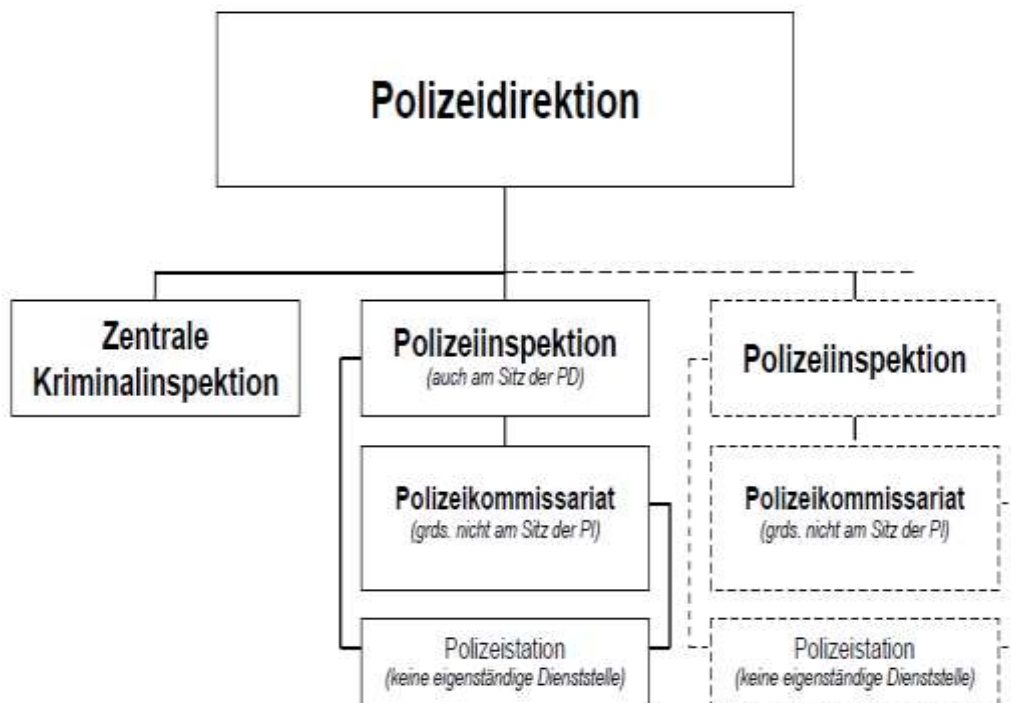 Polizeidirektion
Zentrale
Kriminalinspektion
Polizeiinspektion
(auch am Sitz der PD)
Polizeiinspektion
Polizeikommissariat
(grds. nicht am Sitz der PI)
Polizeikommissariat
(grds. nicht am Sitz der PI)
Polizeistation
(keine eigenständige Dienststelle)
Polizeistation
(keine eigenständige Dienststelle)